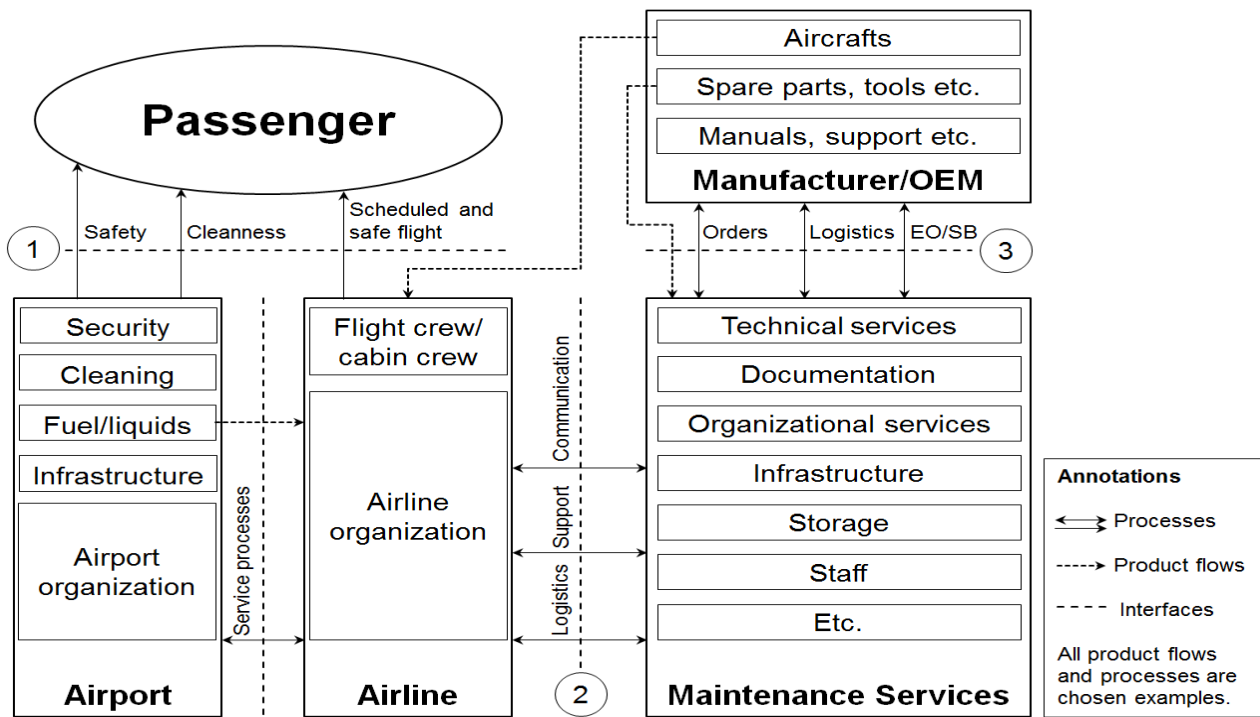 Passenger
Aircrafts
Spare parts, tools etc.
Manuals, support etc.
Manufacturer/OEM
1
Safety
Cleanness
Scheduled and
safe flight
Orders
Logistics
EO/SB
3
Security
Cleaning
Fuel/liquids
Infrastructure
Airport
organization
Airport
Service processes
Flight crew/
cabin crew
Airline
organization
Airline
Communication
Support
Logistics
2
Technical services
Documentation
Organizational services
Infrastructure
Storage
Staff
Etc.
Maintenance Services
Annotations
Processes
Product flows
Interfaces
All product flows
and processes are
chosen examples.